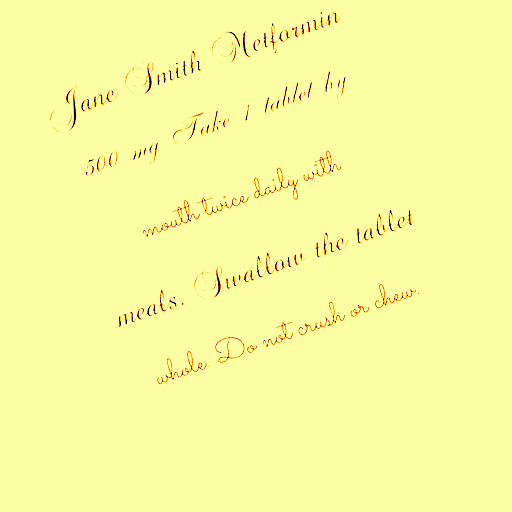 Jane Smith Metformin
500 mg Take 1 tablet by
mouth twice daily with
meals. Swallow the tablet
whole. Do not crush or chew.